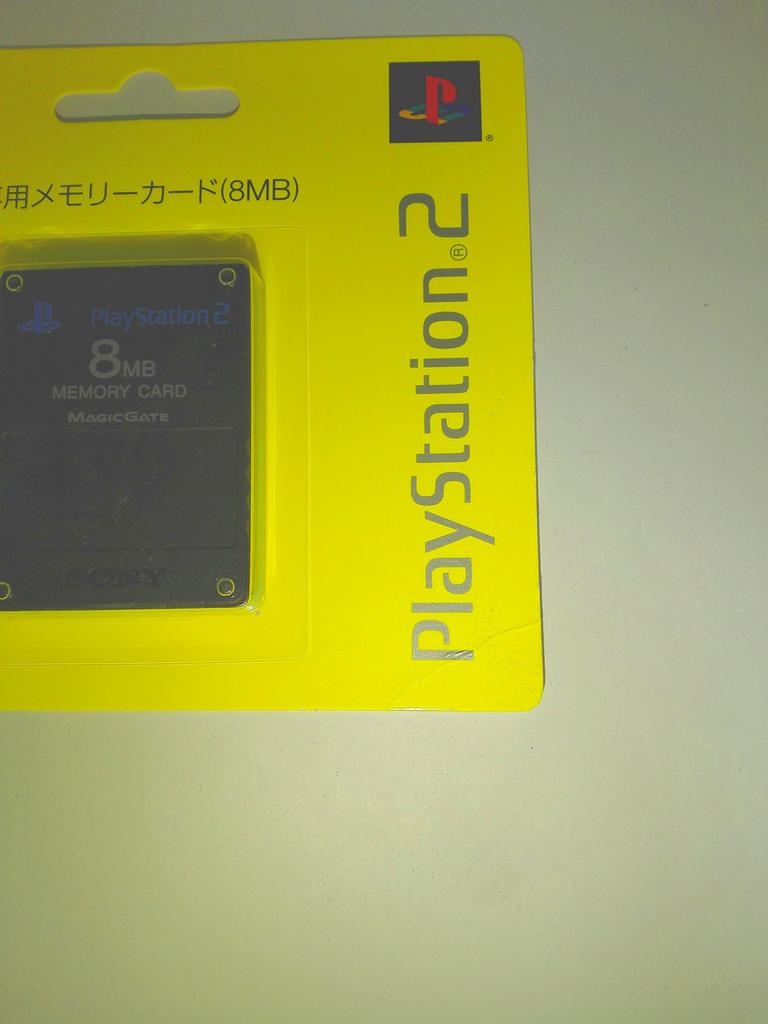 用メモリーカード(8MB)
PlayStation®2
PlayStation 2
8MB
MEMORY CARD
MAGICGATE
SONY